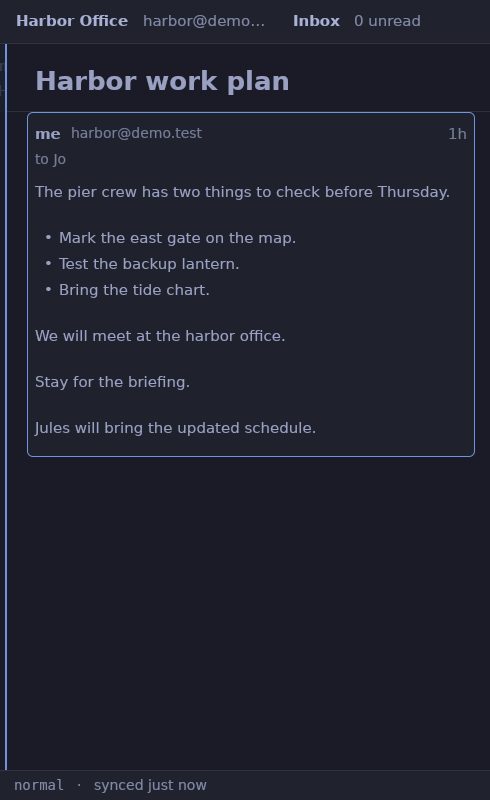 Harbor Office harbor@demo... Inbox 0 unread
Harbor work plan
me harbor@demo.test 1h
to Jo
The pier crew has two things to check before Thursday.
• Mark the east gate on the map.
• Test the backup lantern.
• Bring the tide chart.
We will meet at the harbor office.
Stay for the briefing.
Jules will bring the updated schedule.
normal · synced just now